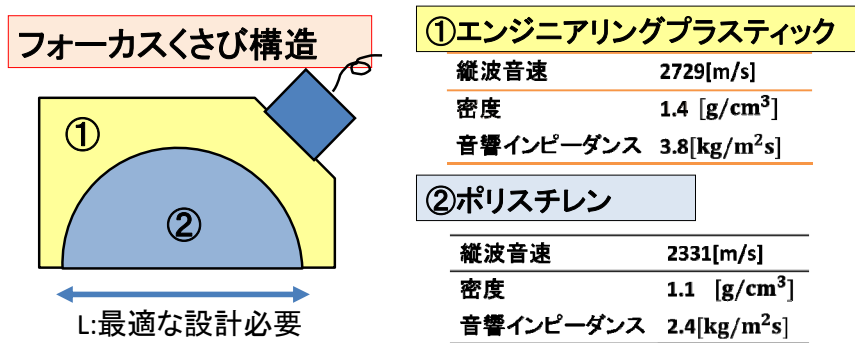 フォーカスくさび構造
①
②
L:最適な設計必要
①エンジニアリングプラスティック
縦波音速 2729[m/s]
密度 1.4 [g/cm³]
音響インピーダンス 3.8[kg/m²s]
②ポリスチレン
縦波音速 2331[m/s]
密度 1.1 [g/cm³]
音響インピーダンス 2.4[kg/m²s]